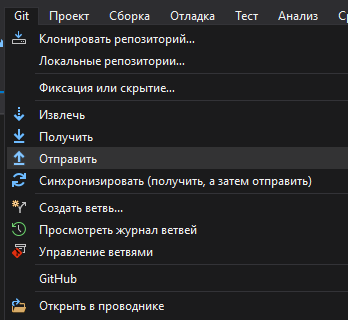 Git Проект Сборка Отладка Тест Анализ
Клонировать репозиторий...
Локальные репозитории...
Фиксация или скрытие...
Извлечь
Получить
Отправить
Синхронизировать (получить, а затем отправить)
Создать ветвь...
Просмотреть журнал ветвей
Управление ветвями
GitHub
Открыть в проводнике